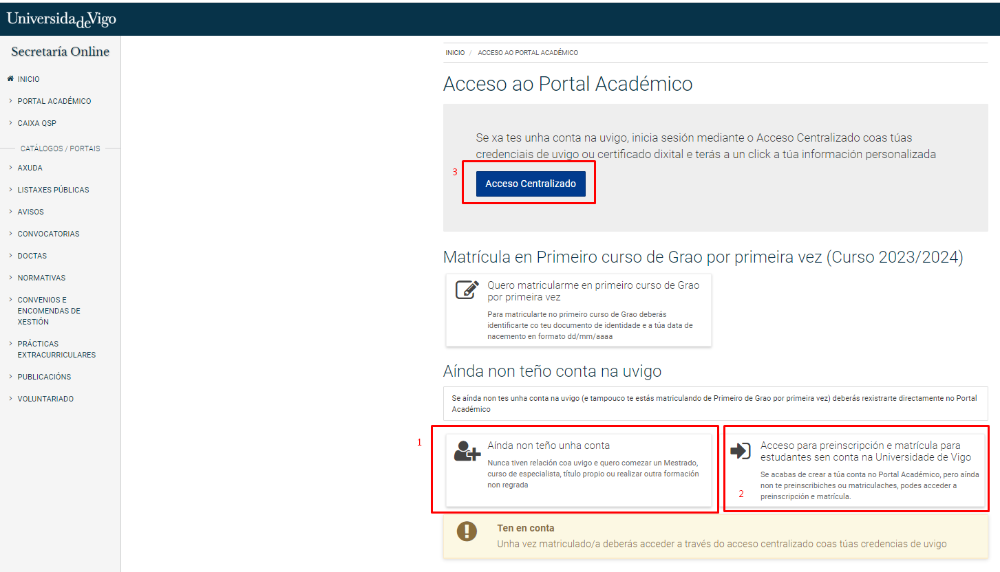 UniversidadeVigo
Secretaría Online
INICIO
PORTAL ACADÉMICO
CAIXA QSP
CATÁLOGOS / PORTAIS
AXUDA
LISTAXES PÚBLICAS
AVISOS
CONVOCATORIAS
DOCTAS
NORMATIVAS
CONVENIOS E
ENCOMENDAS DE
XESTIÓN
PRÁCTICAS
EXTRACURRICULARES
PUBLICACIÓNS
VOLUNTARIADO
INICIO / ACCESO AO PORTAL ACADÉMICO
Acceso ao Portal Académico
Se xa tes unha conta na uvigo, inicia sesión mediante o Acceso Centralizado coas túas
credenciais de uvigo ou certificado dixital e terás a un click a túa información personalizada
3
Acceso Centralizado
Matrícula en Primeiro curso de Grao por primeira vez (Curso 2023/2024)
Quero matricularme en primeiro curso de Grao
por primeira vez
Para matricularte no primeiro curso de Grao deberás
identificarte co teu documento de identidade e a túa data de
nacemento en formato dd/mm/aaaa
Aínda non teño conta na uvigo
Se aínda non tes unha conta na uvigo (e tampouco te estás matriculando de Primeiro de Grao por primeira vez) deberás rexistrarte directamente no Portal
Académico
1
Aínda non teño unha conta
Nunca tiven relación coa uvigo e quero comezar un Mestrado,
curso de especialista, título propio ou realizar outra formación
non regrada
Acceso para preinscripción e matrícula para
estudantes sen conta na Universidade de Vigo
Se acabas de crear a túa conta no Portal Académico, pero aínda
non te preinscribiches ou matriculaches, podes acceder a
preinscripción e matrícula.
2
Ten en conta
Unha vez matriculado/a deberás acceder a través do acceso centralizado coas túas credencias de uvigo